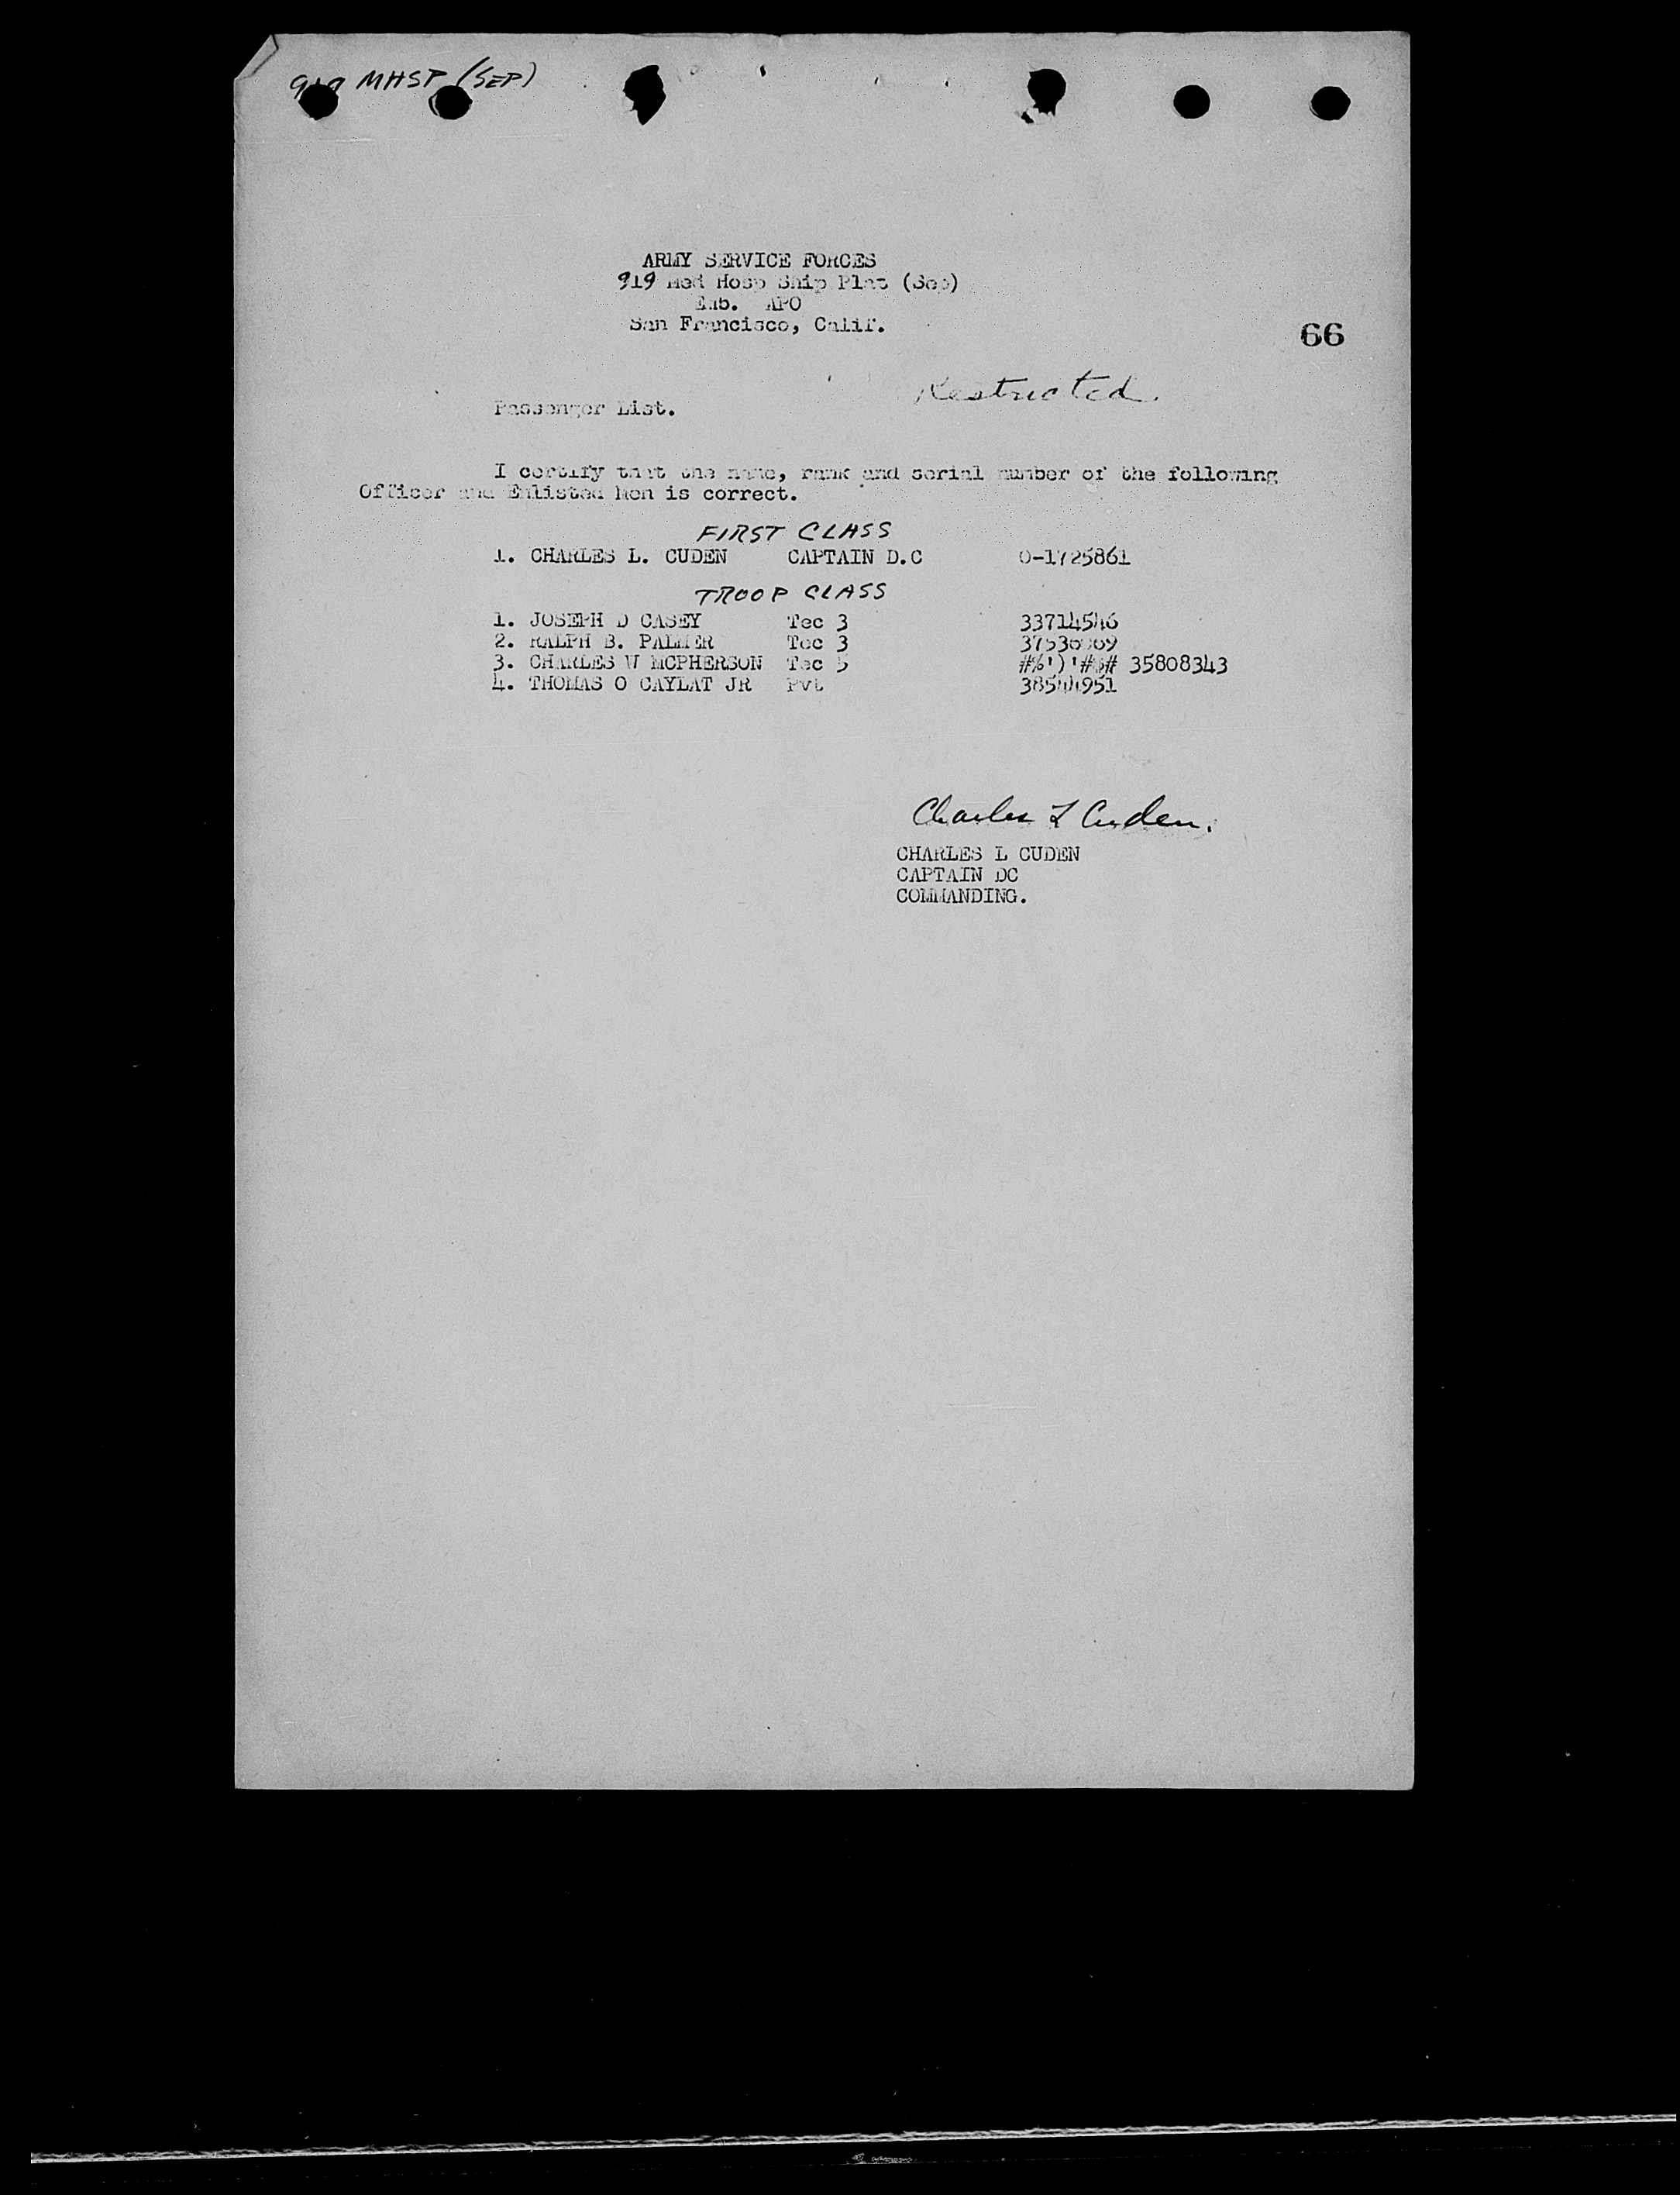 919 MHSP (SEP)
ARMY SERVICE FORCES
919 Med Hosp Ship Plat (Sep)
Emb. APO
San Francisco, Calif.
66
Restricted.
Passenger List.
I certify that the name, rank and serial number of the following
Officer and Enlisted Men is correct.
FIRST CLASS
1. CHARLES L. CUDEN CAPTAIN D.C O-1725861
TROOP CLASS
1. JOSEPH D CASEY Tec 3 33714546
2. RALPH B. PALMER Tec 3
3. CHARLES W MCPHERSON Tec 5 35808343
4. THOMAS O CAYLAT JR Pvt 38544951
Charles L Cuden.
CHARLES L CUDEN
CAPTAIN DC
COMMANDING.